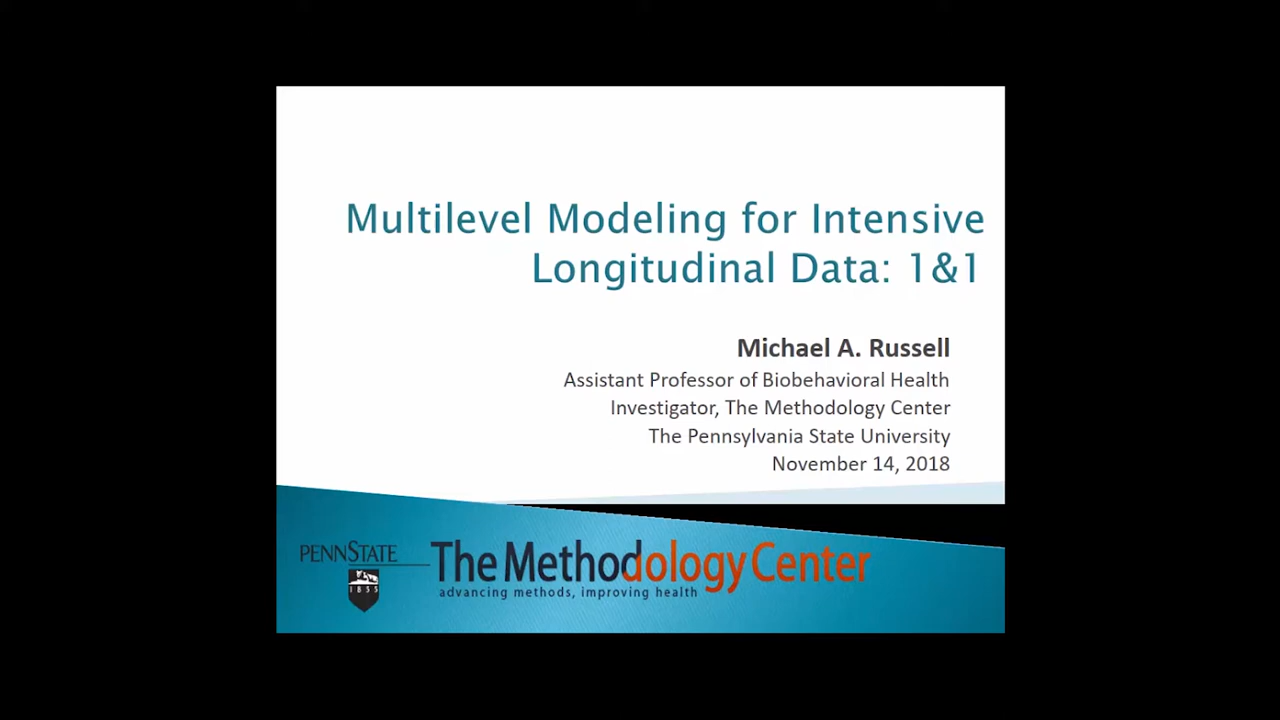 Multilevel Modeling for Intensive
Longitudinal Data: 1&1
Michael A. Russell
Assistant Professor of Biobehavioral Health
Investigator, The Methodology Center
The Pennsylvania State University
November 14, 2018
PENNSTATE
1855
The Methodology Center
advancing methods, improving health